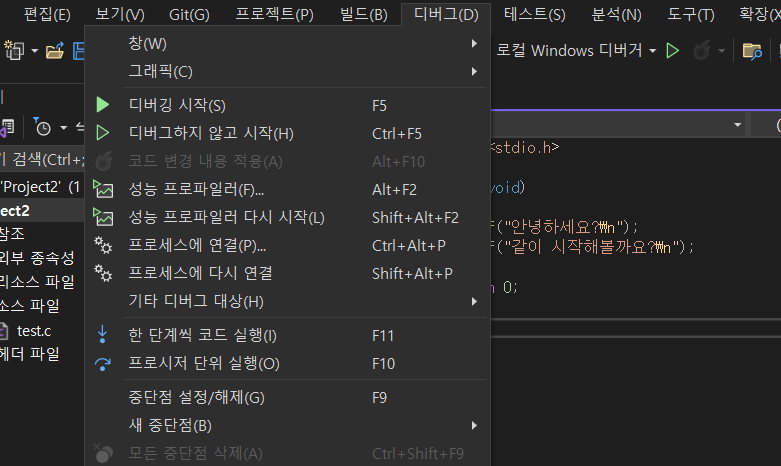 편집(E) 보기(V) Git(G) 프로젝트(P) 빌드(B) 디버그(D) 테스트(S) 분석(N) 도구(T) 확장(X
창(W)
로컬 Windows 디버거
그래픽(C)
디버깅 시작(S) F5
디버그하지 않고 시작(H) Ctrl+F5
코드 변경 내용 적용(A) Alt+F10
성능 프로파일러(F)... Alt+F2
성능 프로파일러 다시 시작(L) Shift+Alt+F2
프로세스에 연결(P)... Ctrl+Alt+P
프로세스에 다시 연결 Shift+Alt+P
기타 디버그 대상(H)
한 단계씩 코드 실행(I) F11
프로시저 단위 실행(O) F10
중단점 설정/해제(G) F9
새 중단점(B)
모든 중단점 삭제(A) Ctrl+Shift+F9
검색(Ctrl+;
'Project2' (1
ect2
참조
외부 종속성
리소스 파일
소스 파일
test.c
헤더 파일
<stdio.h>
void)
f("안녕하세요?₩n");
f("같이 시작해볼까요?₩n");
n 0;